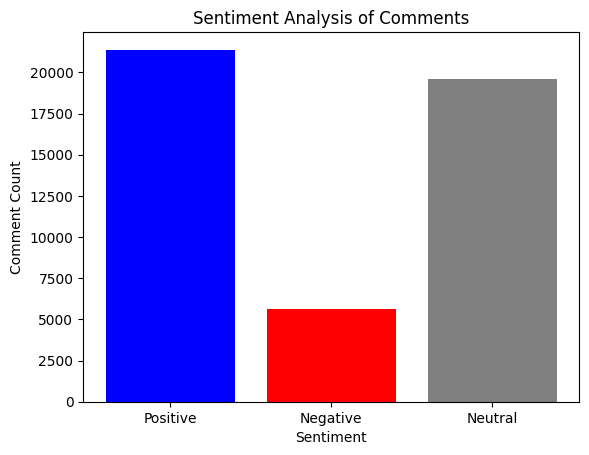 Sentiment Analysis of Comments
20000
17500
15000
12500
10000
7500
5000
2500
0
Comment Count
Positive Negative Neutral
Sentiment